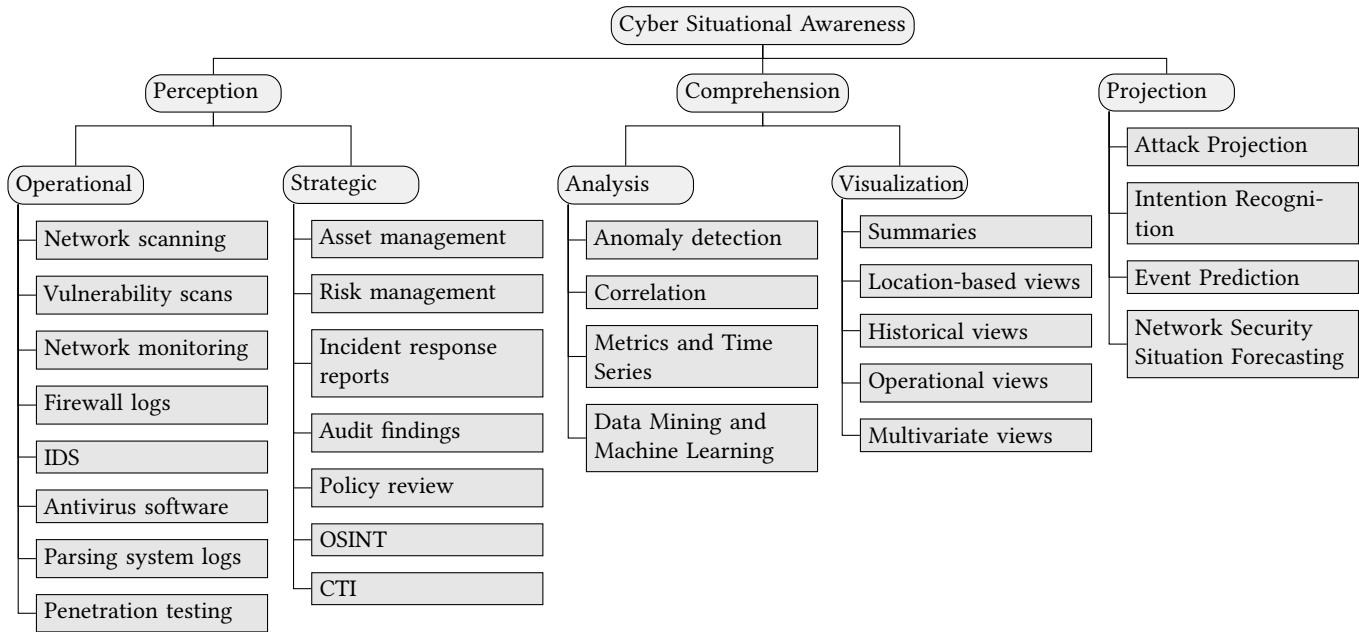 Cyber Situational Awareness
Perception
Comprehension
Projection
Operational
Network scanning
Vulnerability scans
Network monitoring
Firewall logs
IDS
Antivirus software
Parsing system logs
Penetration testing
Strategic
Asset management
Risk management
Incident response
reports
Audit findings
Policy review
OSINT
CTI
Analysis
Anomaly detection
Correlation
Metrics and Time
Series
Data Mining and
Machine Learning
Visualization
Summaries
Location-based views
Historical views
Operational views
Multivariate views
Attack Projection
Intention Recogni-
tion
Event Prediction
Network Security
Situation Forecasting